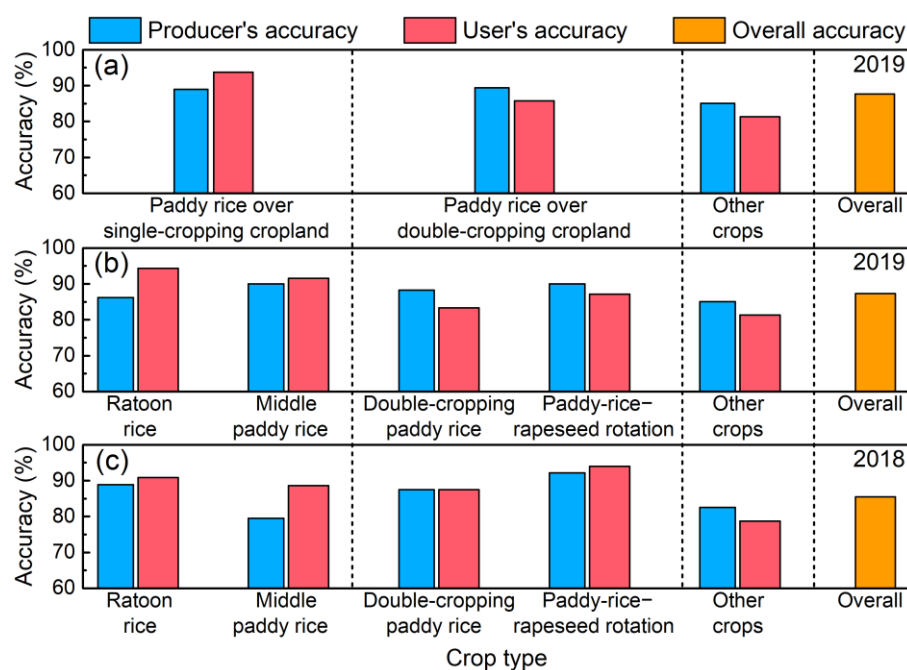 Producer's accuracy User's accuracy Overall accuracy
Accuracy (%)
100
90
80
70
60
(a)
2019
Paddy rice over
single-cropping cropland
Paddy rice over
double-cropping cropland
Other
crops
Overall
Accuracy (%)
100
90
80
70
60
(b)
2019
Ratoon
rice
Middle
paddy rice
Double-cropping
paddy rice
Paddy-rice−
rapeseed rotation
Other
crops
Overall
Accuracy (%)
100
90
80
70
60
(c)
2018
Ratoon
rice
Middle
paddy rice
Double-cropping
paddy rice
Paddy-rice−
rapeseed rotation
Other
crops
Overall
Crop type